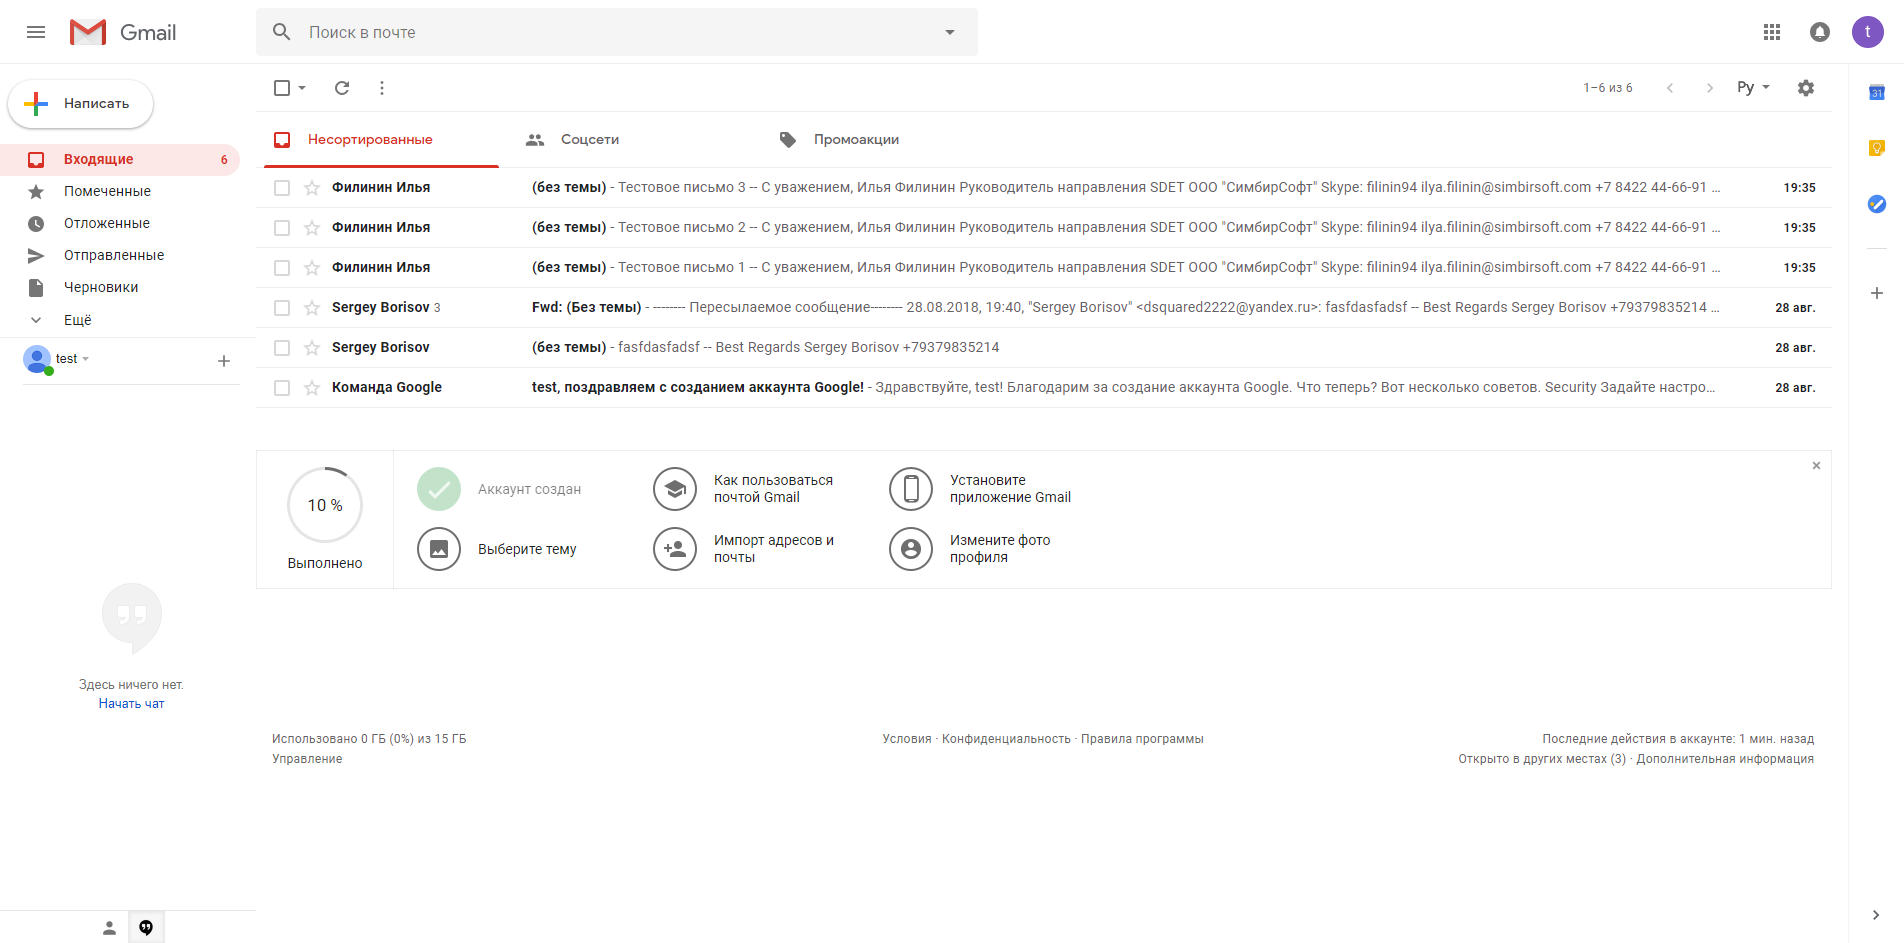 Gmail
Поиск в почте
t
Написать
1–6 из 6
Ру
31
Несортированные
Соцсети
Промоакции
Входящие 6
Помеченные
Отложенные
Отправленные
Черновики
Ещё
test
Филинин Илья (без темы) - Тестовое письмо 3 -- С уважением, Илья Филинин Руководитель направления SDET ООО "СимбирСофт" Skype: filinin94 ilya.filinin@simbirsoft.com +7 8422 44-66-91 ... 19:35
Филинин Илья (без темы) - Тестовое письмо 2 -- С уважением, Илья Филинин Руководитель направления SDET ООО "СимбирСофт" Skype: filinin94 ilya.filinin@simbirsoft.com +7 8422 44-66-91 ... 19:35
Филинин Илья (без темы) - Тестовое письмо 1 -- С уважением, Илья Филинин Руководитель направления SDET ООО "СимбирСофт" Skype: filinin94 ilya.filinin@simbirsoft.com +7 8422 44-66-91 ... 19:35
Sergey Borisov 3 Fwd: (Без темы) - -------- Пересылаемое сообщение-------- 28.08.2018, 19:40, "Sergey Borisov" <dsquared2222@yandex.ru>: fasfdasfadsf -- Best Regards Sergey Borisov +79379835214 ... 28 авг.
Sergey Borisov (без темы) - fasfdasfadsf -- Best Regards Sergey Borisov +79379835214 28 авг.
Команда Google test, поздравляем с созданием аккаунта Google! - Здравствуйте, test! Благодарим за создание аккаунта Google. Что теперь? Вот несколько советов. Security Задайте настро... 28 авг.
10 %
Выполнено
Аккаунт создан
Как пользоваться
почтой Gmail
Установите
приложение Gmail
Выберите тему
Импорт адресов и
почты
Измените фото
профиля
Здесь ничего нет.
Начать чат
Использовано 0 ГБ (0%) из 15 ГБ
Управление
Условия · Конфиденциальность · Правила программы
Последние действия в аккаунте: 1 мин. назад
Открыто в других местах (3) · Дополнительная информация